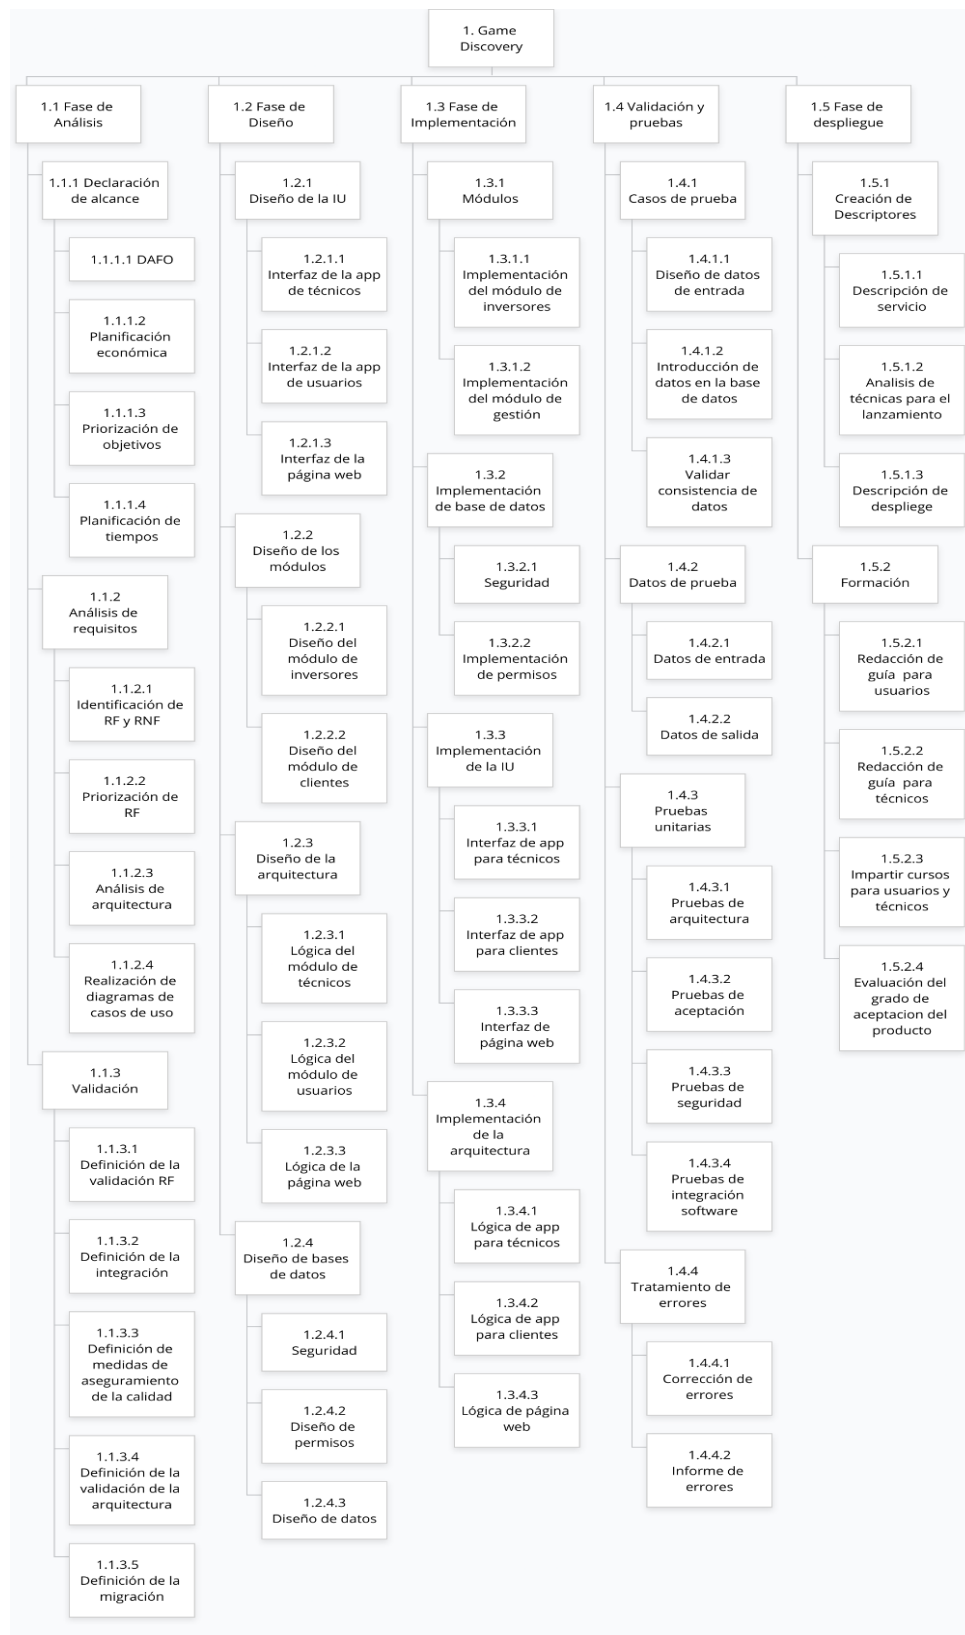 1. Game
Discovery
1.1 Fase de
Análisis
1.1.1 Declaración
de alcance
1.1.1.1 DAFO
1.1.1.2
Planificación
económica
1.1.1.3
Priorización de
objetivos
1.1.1.4
Planificación de
tiempos
1.1.2
Análisis de
requisitos
1.1.2.1
Identificación de
RF y RNF
1.1.2.2
Priorización de
RF
1.1.2.3
Análisis de
arquitectura
1.1.2.4
Realización de
diagramas de
casos de uso
1.1.3
Validación
1.1.3.1
Definición de la
validación RF
1.1.3.2
Definición de la
integración
1.1.3.3
Definición de
medidas de
aseguramiento
de la calidad
1.1.3.4
Definición de la
validación de la
arquitectura
1.1.3.5
Definición de la
migración
1.2 Fase de
Diseño
1.2.1
Diseño de la IU
1.2.1.1
Interfaz de la app
de técnicos
1.2.1.2
Interfaz de la app
de usuarios
1.2.1.3
Interfaz de la
página web
1.2.2
Diseño de los
módulos
1.2.2.1
Diseño del
módulo de
inversores
1.2.2.2
Diseño del
módulo de
clientes
1.2.3
Diseño de la
arquitectura
1.2.3.1
Lógica del
módulo de
técnicos
1.2.3.2
Lógica del
módulo de
usuarios
1.2.3.3
Lógica de la
página web
1.2.4
Diseño de bases
de datos
1.2.4.1
Seguridad
1.2.4.2
Diseño de
permisos
1.2.4.3
Diseño de datos
1.3 Fase de
Implementación
1.3.1
Módulos
1.3.1.1
Implementación
del módulo de
inversores
1.3.1.2
Implementación
del módulo de
gestión
1.3.2
Implementación
de base de datos
1.3.2.1
Seguridad
1.3.2.2
Implementación
de permisos
1.3.3
Implementación
de la IU
1.3.3.1
Interfaz de app
para técnicos
1.3.3.2
Interfaz de app
para clientes
1.3.3.3
Interfaz de
página web
1.3.4
Implementación
de la
arquitectura
1.3.4.1
Lógica de app
para técnicos
1.3.4.2
Lógica de app
para clientes
1.3.4.3
Lógica de página
web
1.4 Validación y
pruebas
1.4.1
Casos de prueba
1.4.1.1
Diseño de datos
de entrada
1.4.1.2
Introducción de
datos en la base
de datos
1.4.1.3
Validar
consistencia de
datos
1.4.2
Datos de prueba
1.4.2.1
Datos de entrada
1.4.2.2
Datos de salida
1.4.3
Pruebas
unitarias
1.4.3.1
Pruebas de
arquitectura
1.4.3.2
Pruebas de
aceptación
1.4.3.3
Pruebas de
seguridad
1.4.3.4
Pruebas de
integración
software
1.4.4
Tratamiento de
errores
1.4.4.1
Corrección de
errores
1.4.4.2
Informe de
errores
1.5 Fase de
despliegue
1.5.1
Creación de
Descriptores
1.5.1.1
Descripción de
servicio
1.5.1.2
Analisis de
técnicas para el
lanzamiento
1.5.1.3
Descripción de
despliege
1.5.2
Formación
1.5.2.1
Redacción de
guía para
usuarios
1.5.2.2
Redacción de
guía para
técnicos
1.5.2.3
Impartir cursos
para usuarios y
técnicos
1.5.2.4
Evaluación del
grado de
aceptacion del
producto